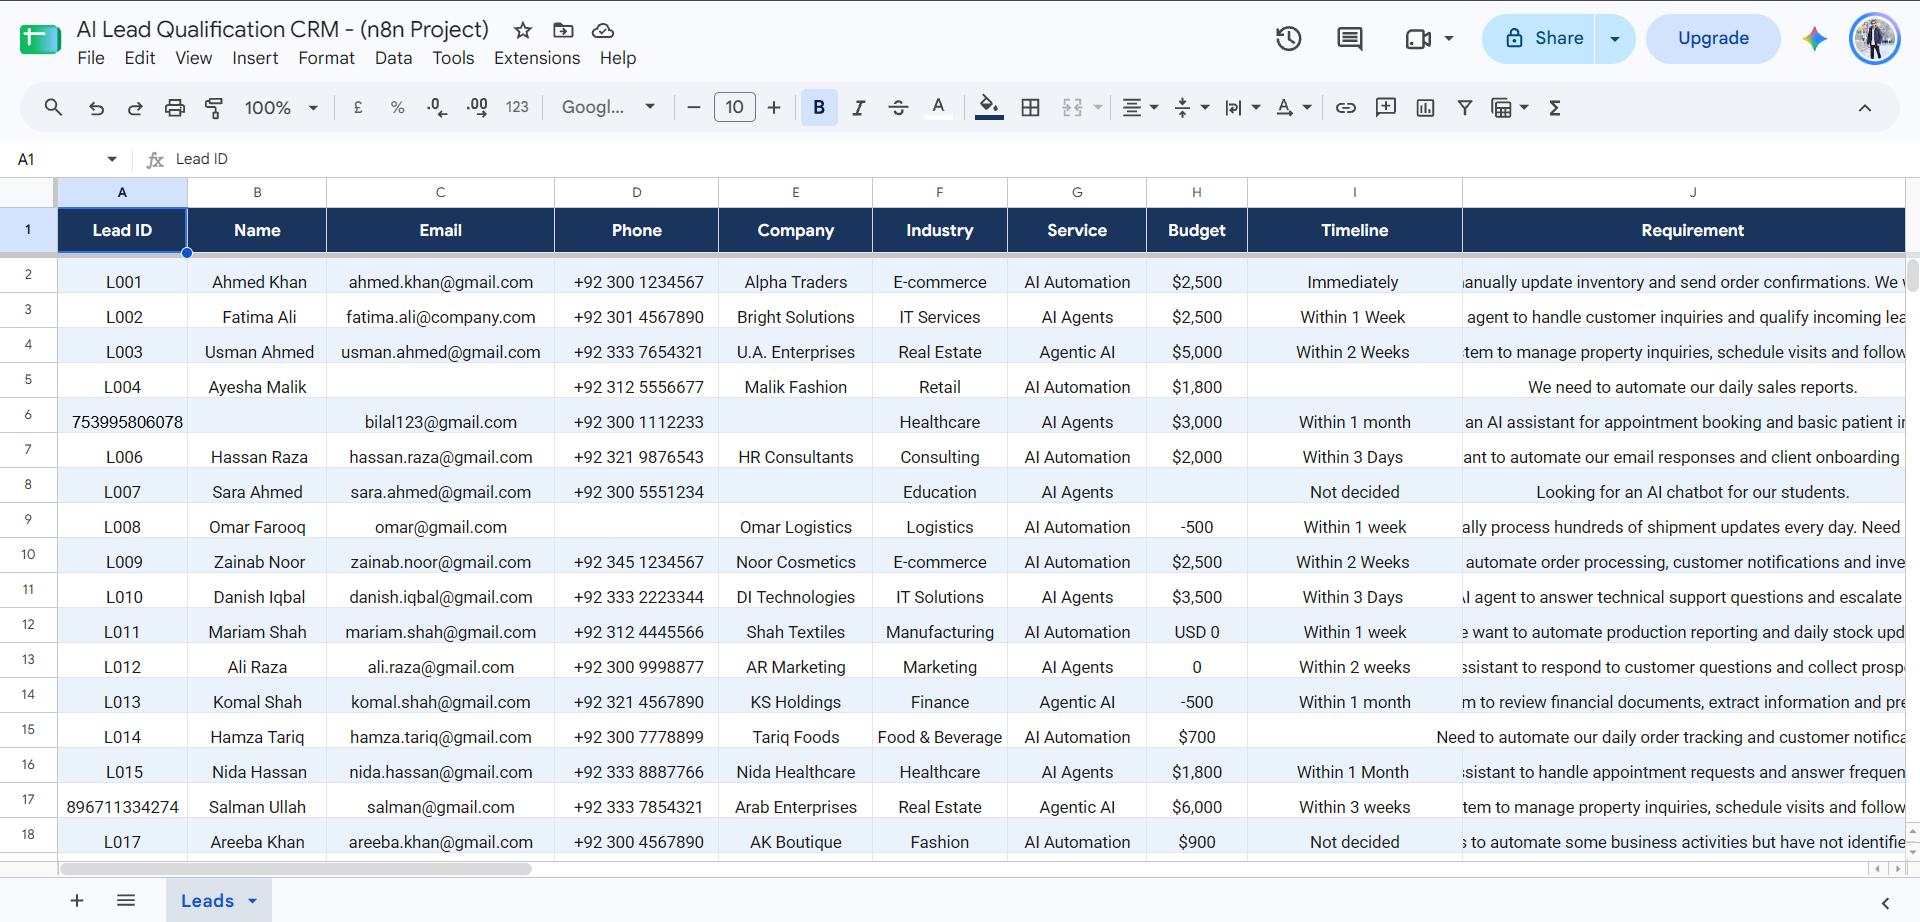 AI Lead Qualification CRM - (n8n Project)
File Edit View Insert Format Data Tools Extensions Help
Share
Upgrade
100% £ % .0 .00 123 Googl... 10 B I A
A1 fx Lead ID
A B C D E F G H I J
1 Lead ID Name Email Phone Company Industry Service Budget Timeline Requirement
2 L001 Ahmed Khan ahmed.khan@gmail.com +92 300 1234567 Alpha Traders E-commerce AI Automation $2,500 Immediately anually update inventory and send order confirmations. We
3 L002 Fatima Ali fatima.ali@company.com +92 301 4567890 Bright Solutions IT Services AI Agents $2,500 Within 1 Week agent to handle customer inquiries and qualify incoming lea
4 L003 Usman Ahmed usman.ahmed@gmail.com +92 333 7654321 U.A. Enterprises Real Estate Agentic AI $5,000 Within 2 Weeks tem to manage property inquiries, schedule visits and follow
5 L004 Ayesha Malik +92 312 5556677 Malik Fashion Retail AI Automation $1,800 We need to automate our daily sales reports.
6 753995806078 bilal123@gmail.com +92 300 1112233 Healthcare AI Agents $3,000 Within 1 month an AI assistant for appointment booking and basic patient i
7 L006 Hassan Raza hassan.raza@gmail.com +92 321 9876543 HR Consultants Consulting AI Automation $2,000 Within 3 Days ant to automate our email responses and client onboarding
8 L007 Sara Ahmed sara.ahmed@gmail.com +92 300 5551234 Education AI Agents Not decided Looking for an AI chatbot for our students.
9 L008 Omar Farooq omar@gmail.com Omar Logistics Logistics AI Automation -500 Within 1 week ally process hundreds of shipment updates every day. Need
10 L009 Zainab Noor zainab.noor@gmail.com +92 345 1234567 Noor Cosmetics E-commerce AI Automation $2,500 Within 2 Weeks automate order processing, customer notifications and inve
11 L010 Danish Iqbal danish.iqbal@gmail.com +92 333 2223344 DI Technologies IT Solutions AI Agents $3,500 Within 3 Days AI agent to answer technical support questions and escalate
12 L011 Mariam Shah mariam.shah@gmail.com +92 312 4445566 Shah Textiles Manufacturing AI Automation USD 0 Within 1 week e want to automate production reporting and daily stock upd
13 L012 Ali Raza ali.raza@gmail.com +92 300 9998877 AR Marketing Marketing AI Agents 0 Within 2 weeks ssistant to respond to customer questions and collect prosp
14 L013 Komal Shah komal.shah@gmail.com +92 321 4567890 KS Holdings Finance Agentic AI -500 Within 1 month m to review financial documents, extract information and pre
15 L014 Hamza Tariq hamza.tariq@gmail.com +92 300 7778899 Tariq Foods Food & Beverage AI Automation $700 Need to automate our daily order tracking and customer notifica
16 L015 Nida Hassan nida.hassan@gmail.com +92 333 8887766 Nida Healthcare Healthcare AI Agents $1,800 Within 1 Month ssistant to handle appointment requests and answer frequen
17 896711334274 Salman Ullah salman@gmail.com +92 333 7854321 Arab Enterprises Real Estate Agentic AI $6,000 Within 3 weeks tem to manage property inquiries, schedule visits and follow
18 L017 Areeba Khan areeba.khan@gmail.com +92 300 4567890 AK Boutique Fashion AI Automation $900 Not decided s to automate some business activities but have not identifie
Leads